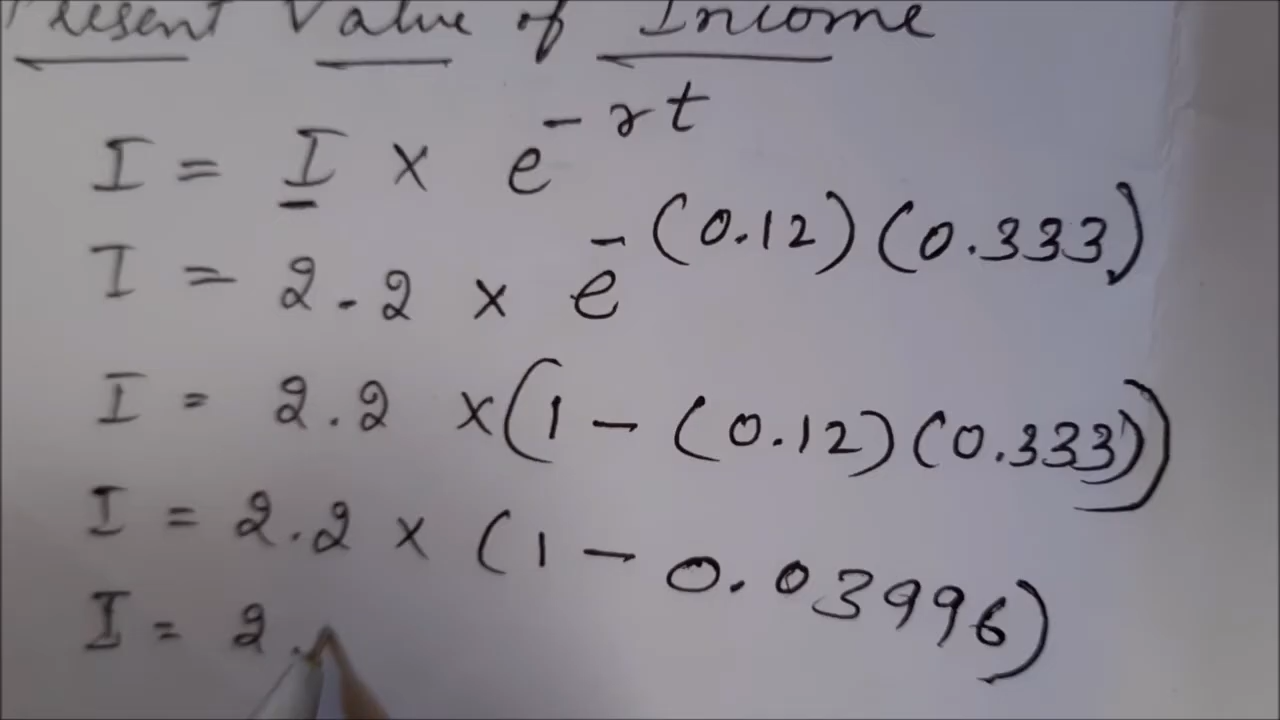 Present Value of Income
I = I × e^-rt
I = 2.2 × e^-(0.12)(0.333)
I = 2.2 × (1 - (0.12)(0.333))
I = 2.2 × (1 - 0.03996)
I = 2.